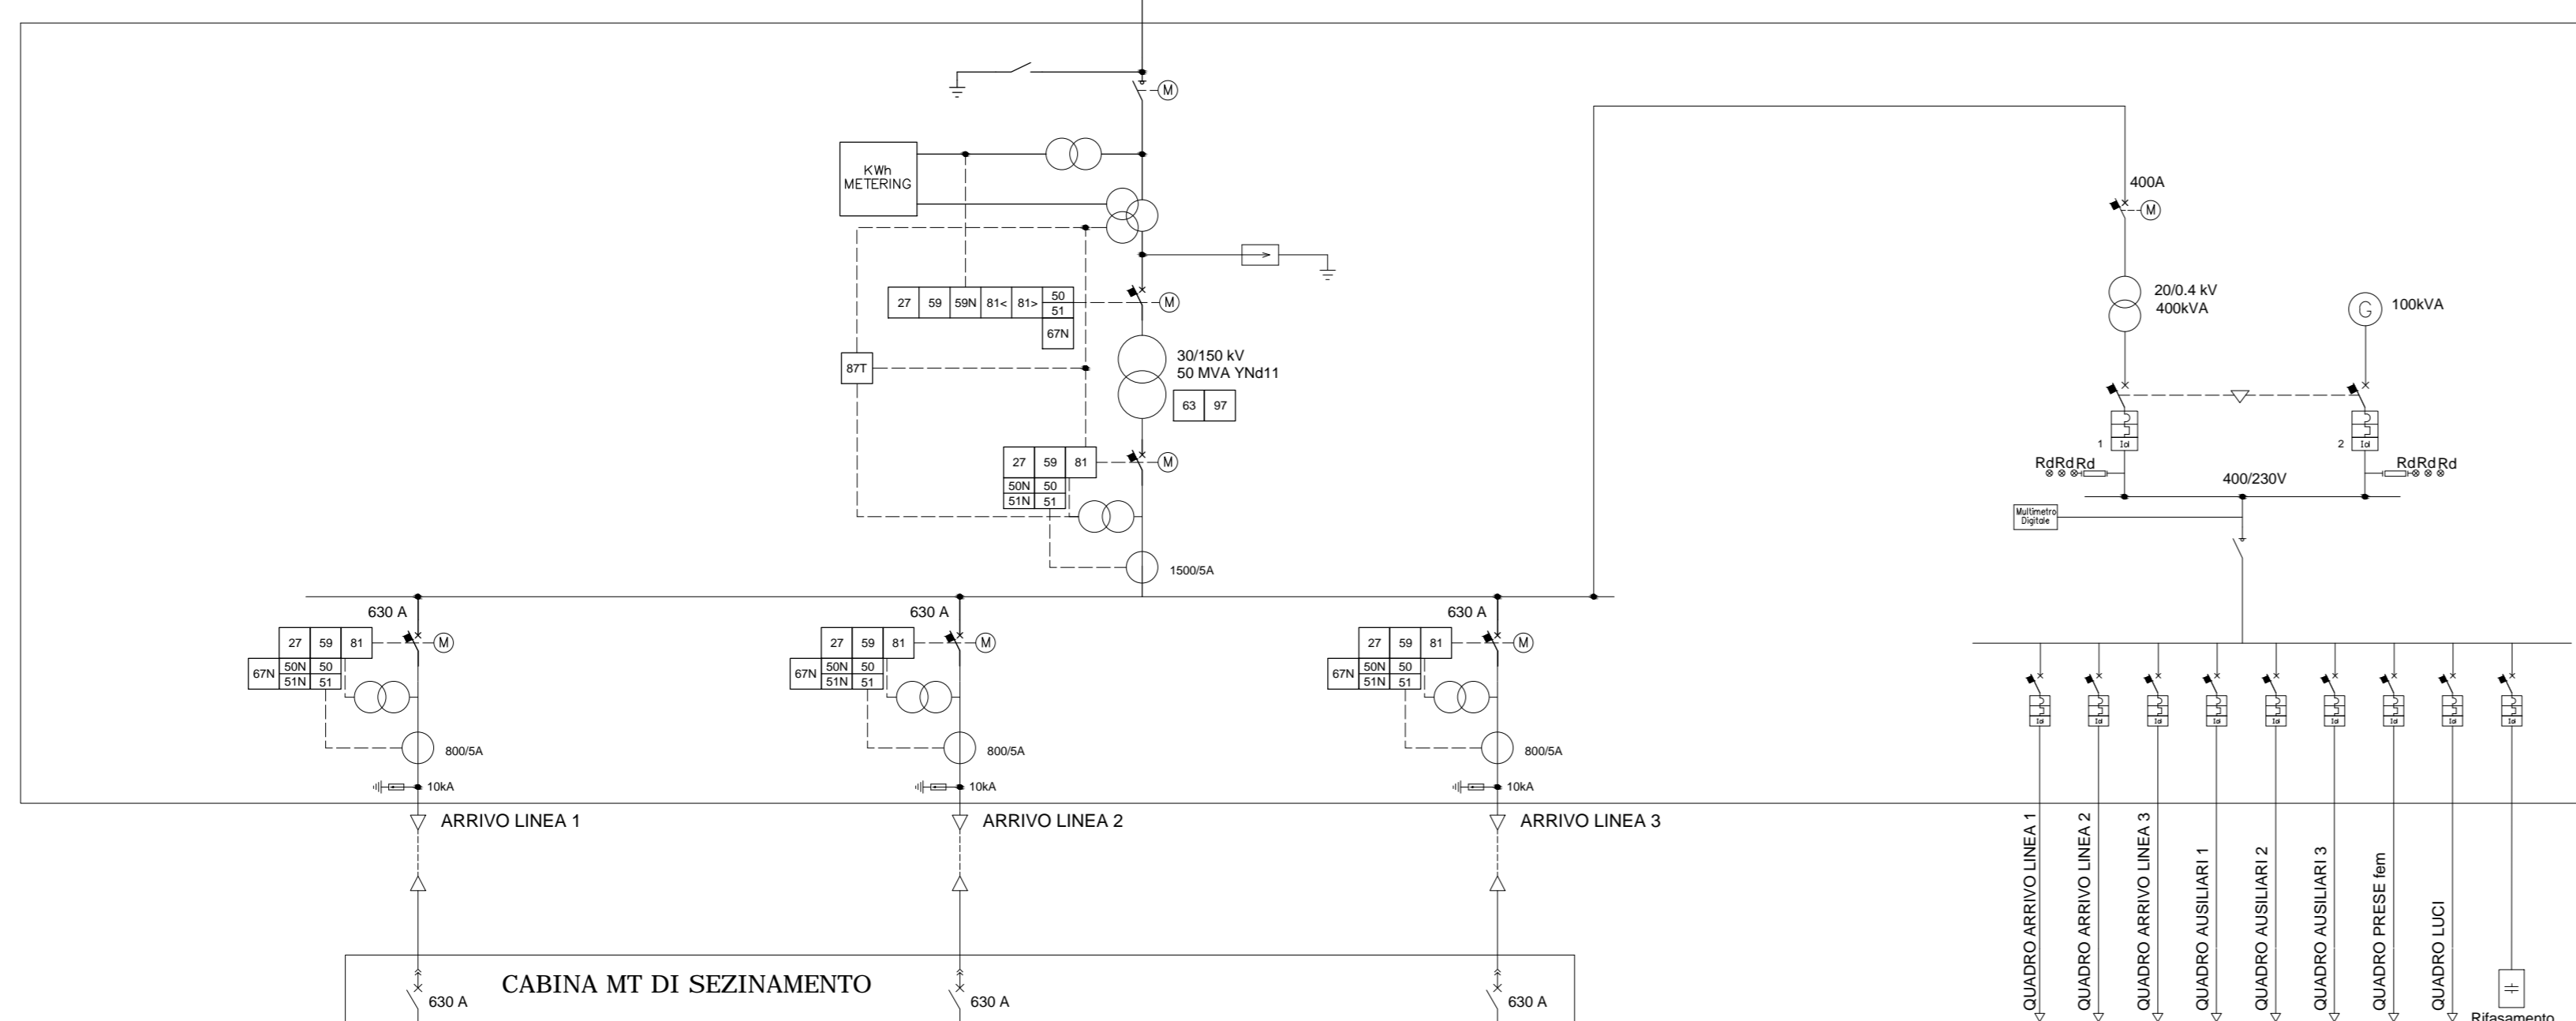 M
KWh
METERING
400A
M
27 59 59N 81< 81> 50
51
67N
M
20/0.4 kV
400kVA
G
100kVA
87T
30/150 kV
50 MVA YNd11
63 97
27 59 81
50N 50
51N 51
M
1
2
RdRdRd
RdRdRd
400/230V
Multimetro
Digitale
1500/5A
630 A
27 59 81
67N
50N 50
51N 51
M
800/5A
10kA
630 A
27 59 81
67N
50N 50
51N 51
M
800/5A
10kA
630 A
27 59 81
67N
50N 50
51N 51
M
800/5A
10kA
ARRIVO LINEA 1
ARRIVO LINEA 2
ARRIVO LINEA 3
QUADRO ARRIVO LINEA 1
QUADRO ARRIVO LINEA 2
QUADRO ARRIVO LINEA 3
QUADRO AUSILIARI 1
QUADRO AUSILIARI 2
QUADRO AUSILIARI 3
QUADRO PRESE fem
QUADRO LUCI
Rifasamento
CABINA MT DI SEZINAMENTO
630 A
630 A
630 A